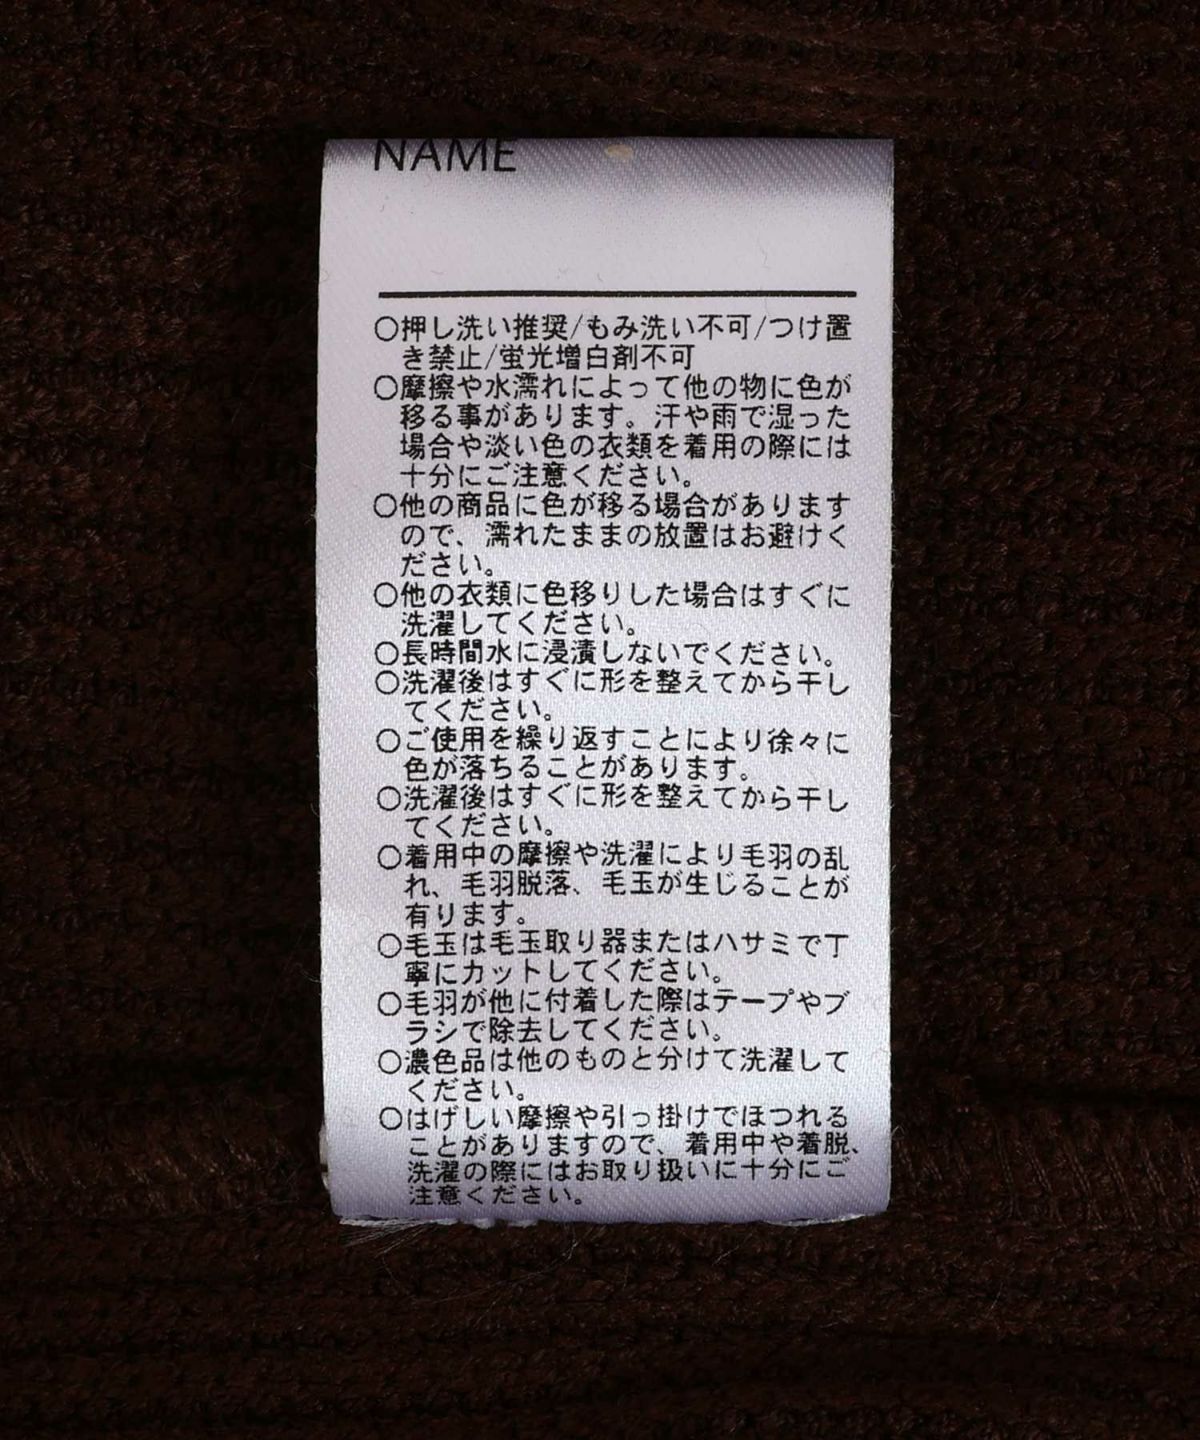 NAME
○押し洗い推奨/もみ洗い不可/つけ置
き禁止/蛍光増白剤不可
○摩擦や水濡れによって他の物に色が
移る事があります。汗や雨で湿った
場合や淡い色の衣類を着用の際には
十分にご注意ください。
○他の商品に色が移る場合があります
ので、濡れたままの放置はお避けく
ださい。
○他の衣類に色移りした場合はすぐに
洗濯してください。
○長時間水に浸漬しないでください。
○洗濯後はすぐに形を整えてから干し
てください。
○ご使用を繰り返すことにより徐々に
色が落ちることがあります。
○洗濯後はすぐに形を整えてから干し
てください。
○着用中の摩擦や洗濯により毛羽の乱
れ、毛羽脱落、毛玉が生じることが
有ります。
○毛玉は毛玉取り器またはハサミで丁
寧にカットしてください。
○毛羽が他に付着した際はテープやブ
ラシで除去してください。
○濃色品は他のものと分けて洗濯して
ください。
○はげしい摩擦や引っ掛けでほつれる
ことがありますので、着用中や着脱、
洗濯の際にはお取り扱いに十分にご
注意ください。